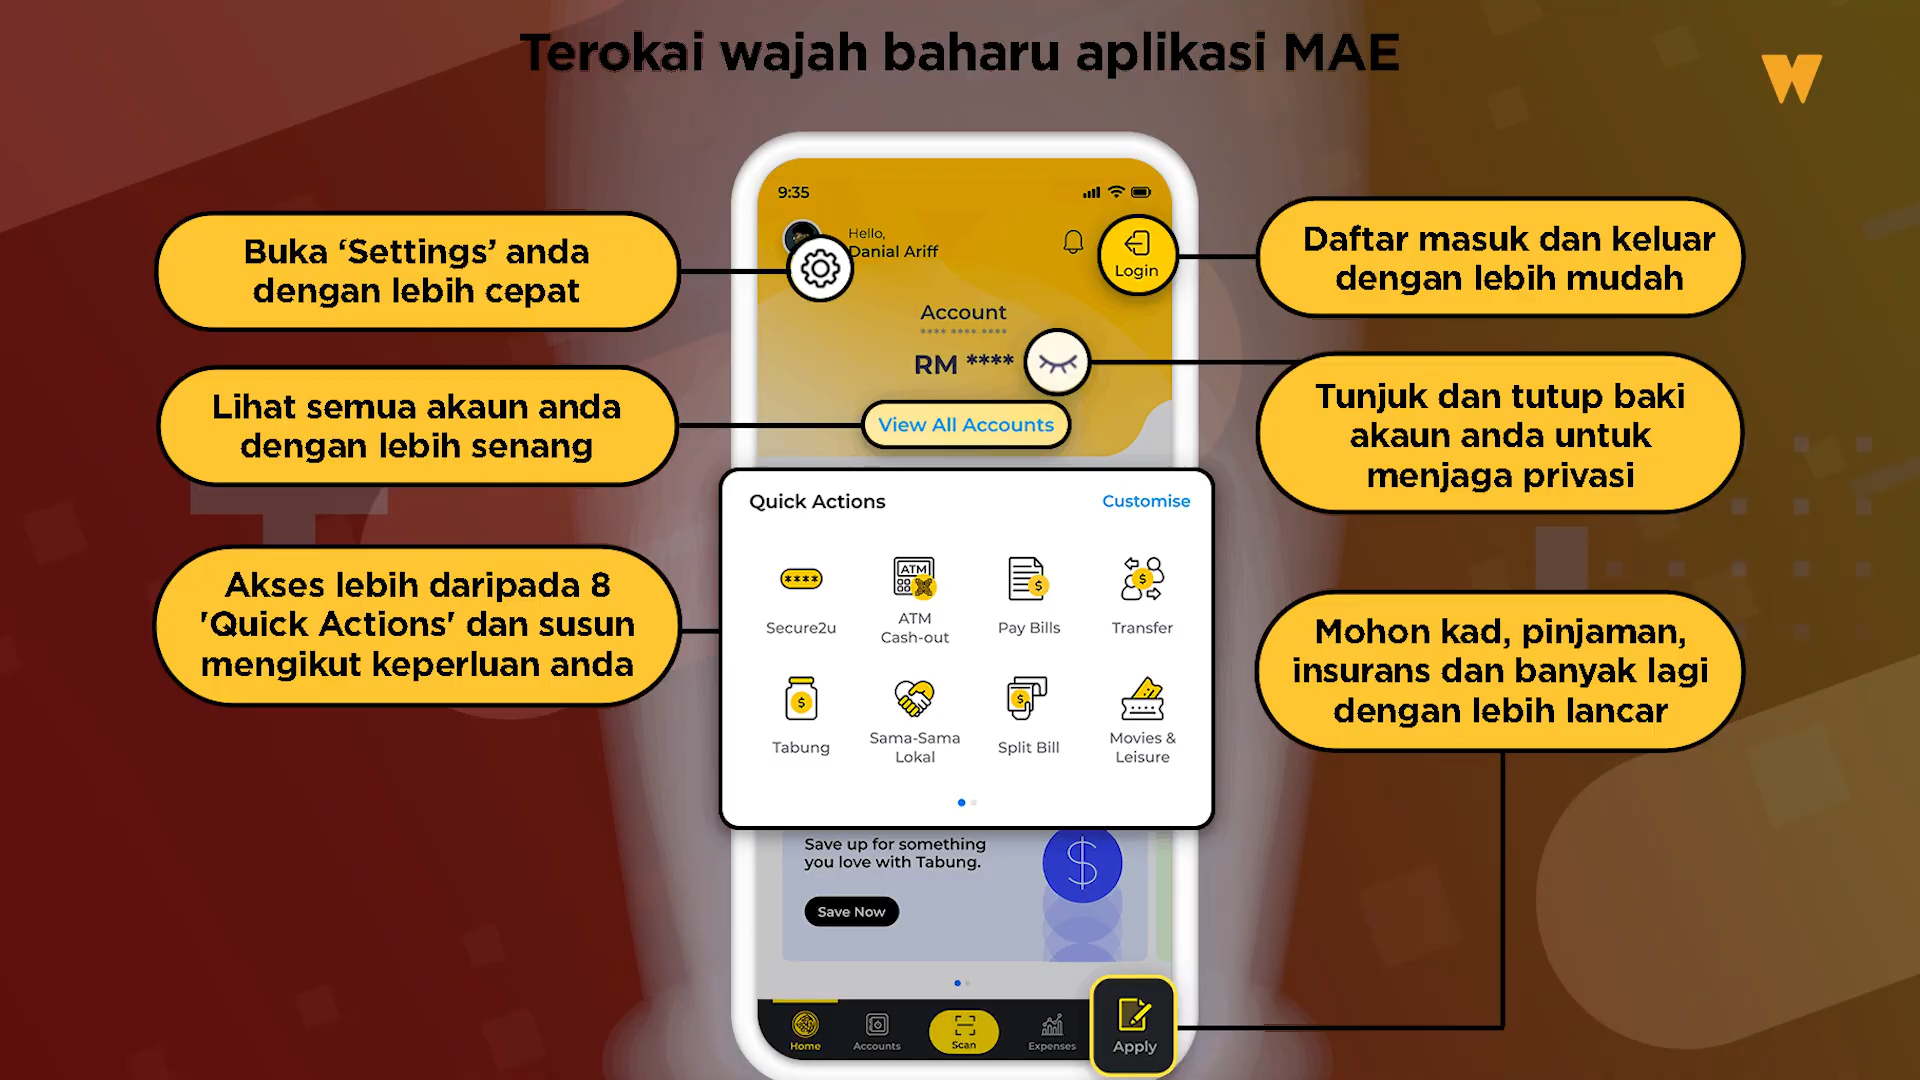 Terokai wajah baharu aplikasi MAE
W
9:35
Hello,
Danial Ariff
Login
Account
**** **** ****
RM ****
View All Accounts
Buka ‘Settings’ anda
dengan lebih cepat
Lihat semua akaun anda
dengan lebih senang
Akses lebih daripada 8
'Quick Actions' dan susun
mengikut keperluan anda
Daftar masuk dan keluar
dengan lebih mudah
Tunjuk dan tutup baki
akaun anda untuk
menjaga privasi
Mohon kad, pinjaman,
insurans dan banyak lagi
dengan lebih lancar
Quick Actions
Customise
****
Secure2u
ATM
ATM
Cash-out
Pay Bills
Transfer
Tabung
Sama-Sama
Lokal
Split Bill
Movies &
Leisure
Save up for something
you love with Tabung.
Save Now
Home
Accounts
Scan
Expenses
Apply